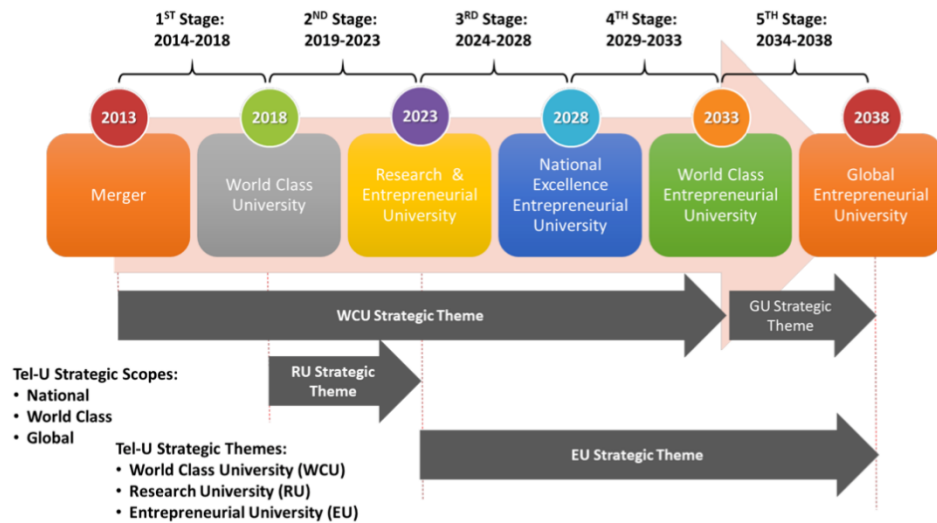 1ST Stage:
2014-2018
2ND Stage:
2019-2023
3RD Stage:
2024-2028
4TH Stage:
2029-2033
5TH Stage:
2034-2038
2013
2018
2023
2028
2033
2038
Merger
World Class
University
Research &
Entrepreneurial
University
National
Excellence
Entrepreneurial
University
World Class
Entrepreneurial
University
Global
Entrepreneurial
University
WCU Strategic Theme
GU Strategic
Theme
RU Strategic
Theme
Tel-U Strategic Scopes:
• National
• World Class
• Global
EU Strategic Theme
Tel-U Strategic Themes:
• World Class University (WCU)
• Research University (RU)
• Entrepreneurial University (EU)